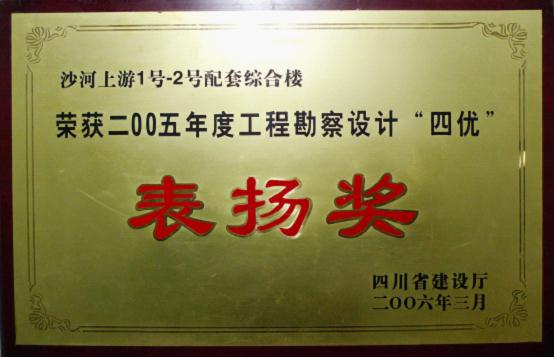 沙河上游1号-2号配套综合楼
荣获二00五年度工程勘察设计“四优”
表扬奖
四川省建设厅
二〇〇六年三月